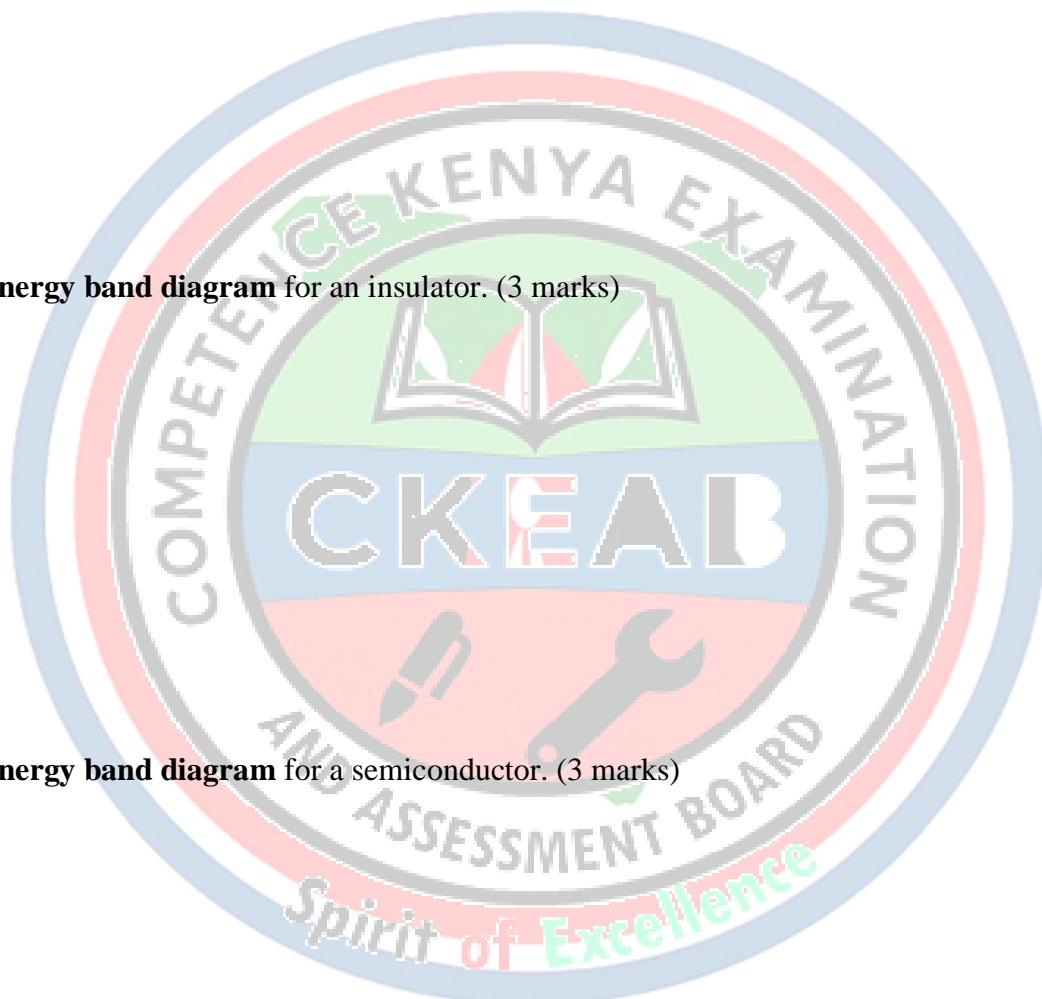 COMPETENCE KENYA EXAMINATION
nergy band diagram for an insulator. (3 marks)
CKEAB
nergy band diagram for a semiconductor. (3 marks)
AND ASSESSMENT BOARD
Spirit of Excellence